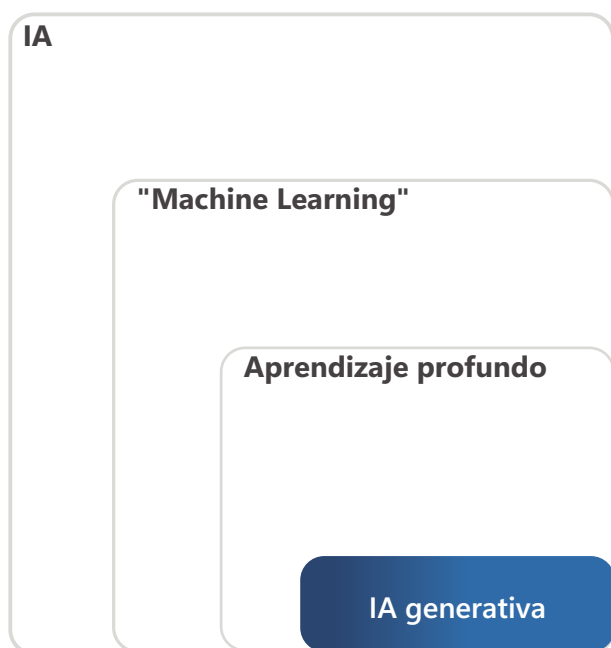 IA
"Machine Learning"
Aprendizaje profundo
IA generativa